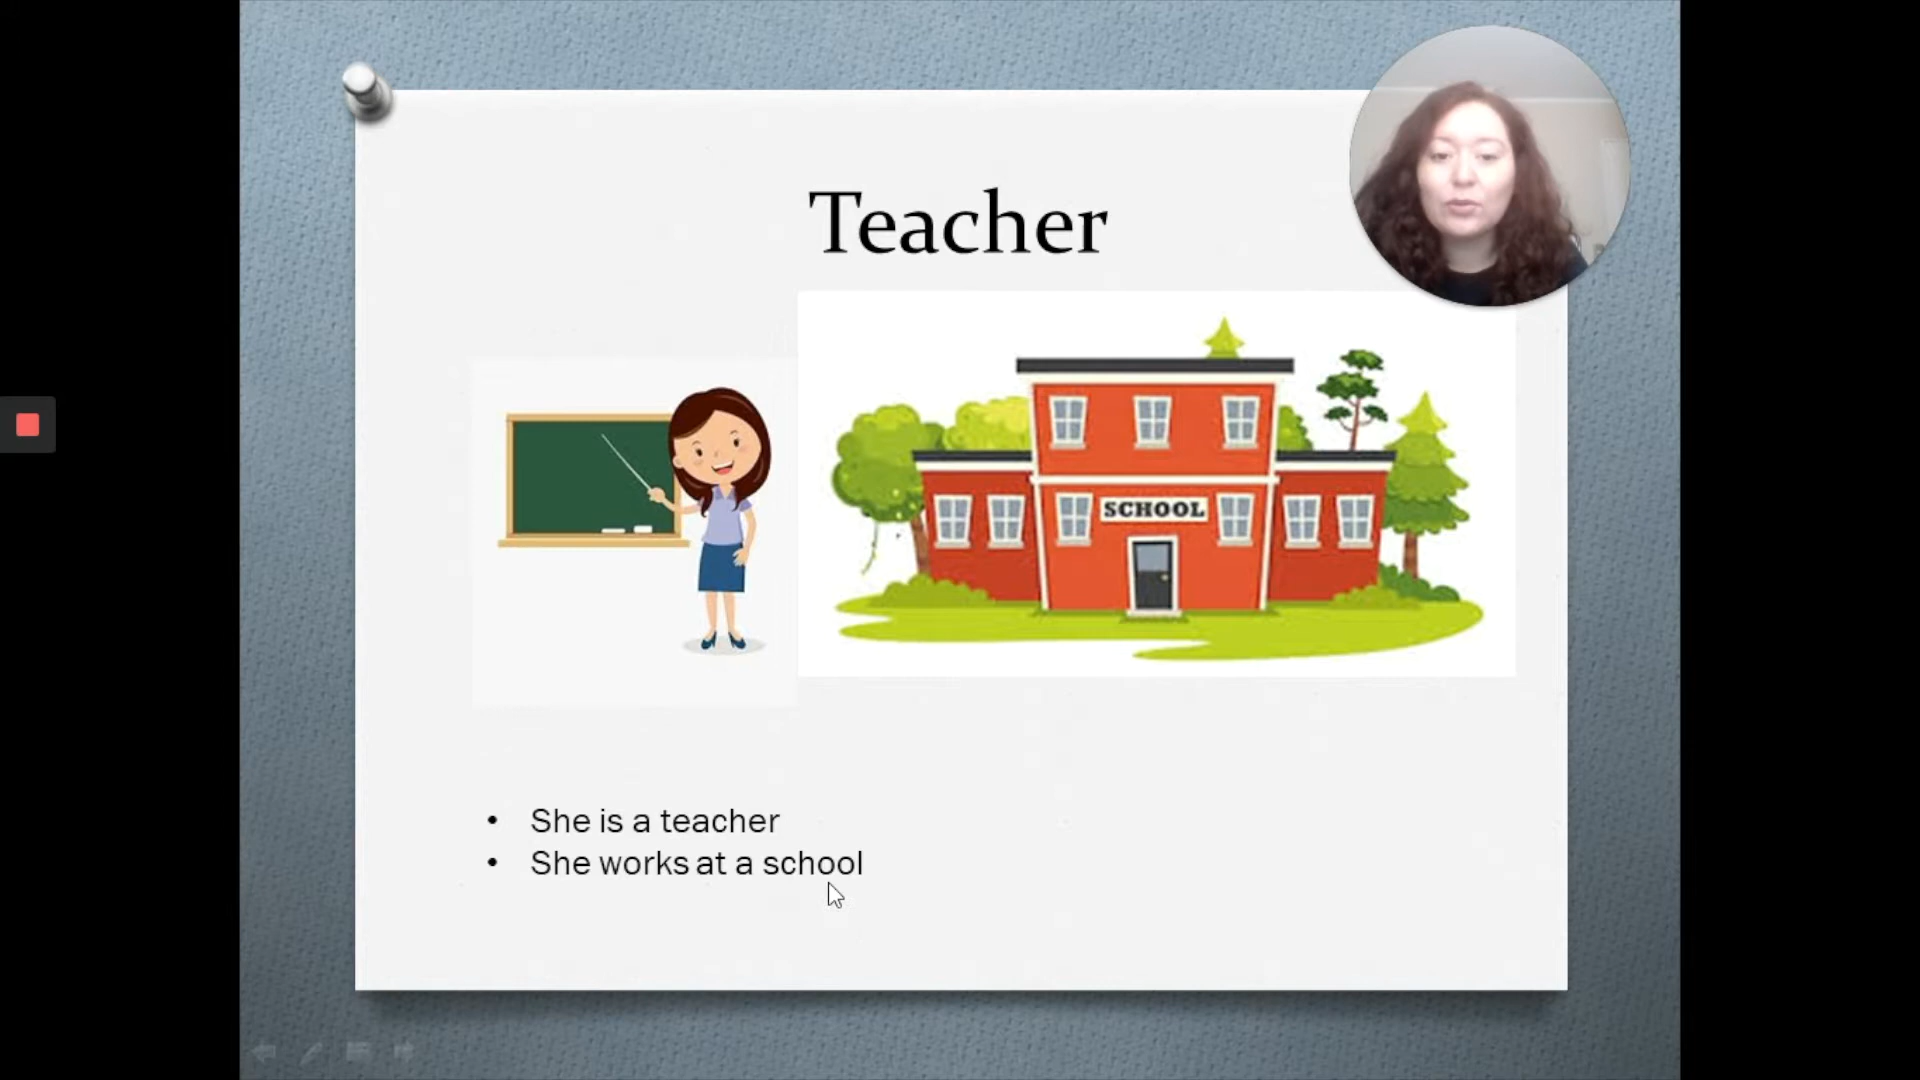 Teacher
SCHOOL
• She is a teacher
• She works at a school